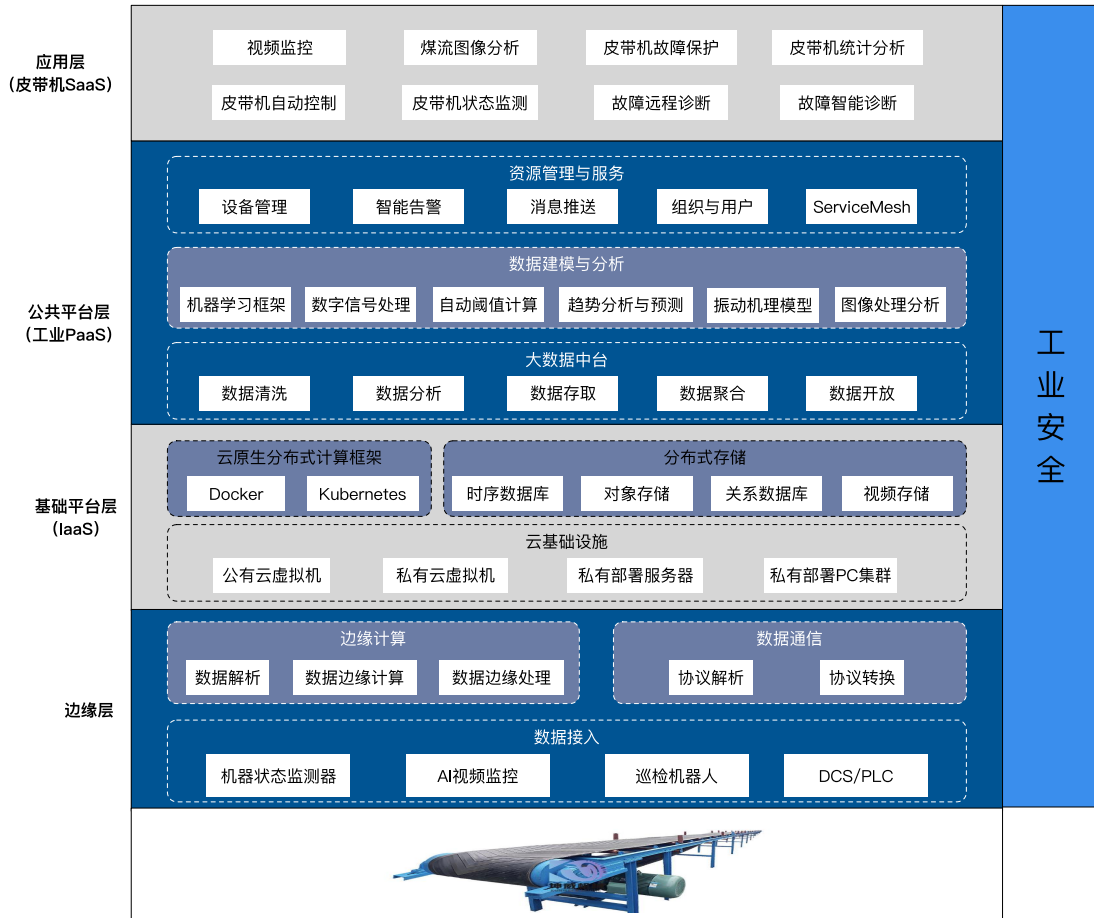 应用层
（皮带机SaaS）
视频监控
煤流图像分析
皮带机故障保护
皮带机统计分析
皮带机自动控制
皮带机状态监测
故障远程诊断
故障智能诊断
公共平台层
（工业PaaS）
资源管理与服务
设备管理
智能告警
消息推送
组织与用户
ServiceMesh
数据建模与分析
机器学习框架
数字信号处理
自动阈值计算
趋势分析与预测
振动机理模型
图像处理分析
大数据中台
数据清洗
数据分析
数据存取
数据聚合
数据开放
基础平台层
（IaaS）
云原生分布式计算框架
Docker
Kubernetes
分布式存储
时序数据库
对象存储
关系数据库
视频存储
云基础设施
公有云虚拟机
私有云虚拟机
私有部署服务器
私有部署PC集群
边缘层
边缘计算
数据解析
数据边缘计算
数据边缘处理
数据通信
协议解析
协议转换
数据接入
机器状态监测器
AI视频监控
巡检机器人
DCS/PLC
工业安全